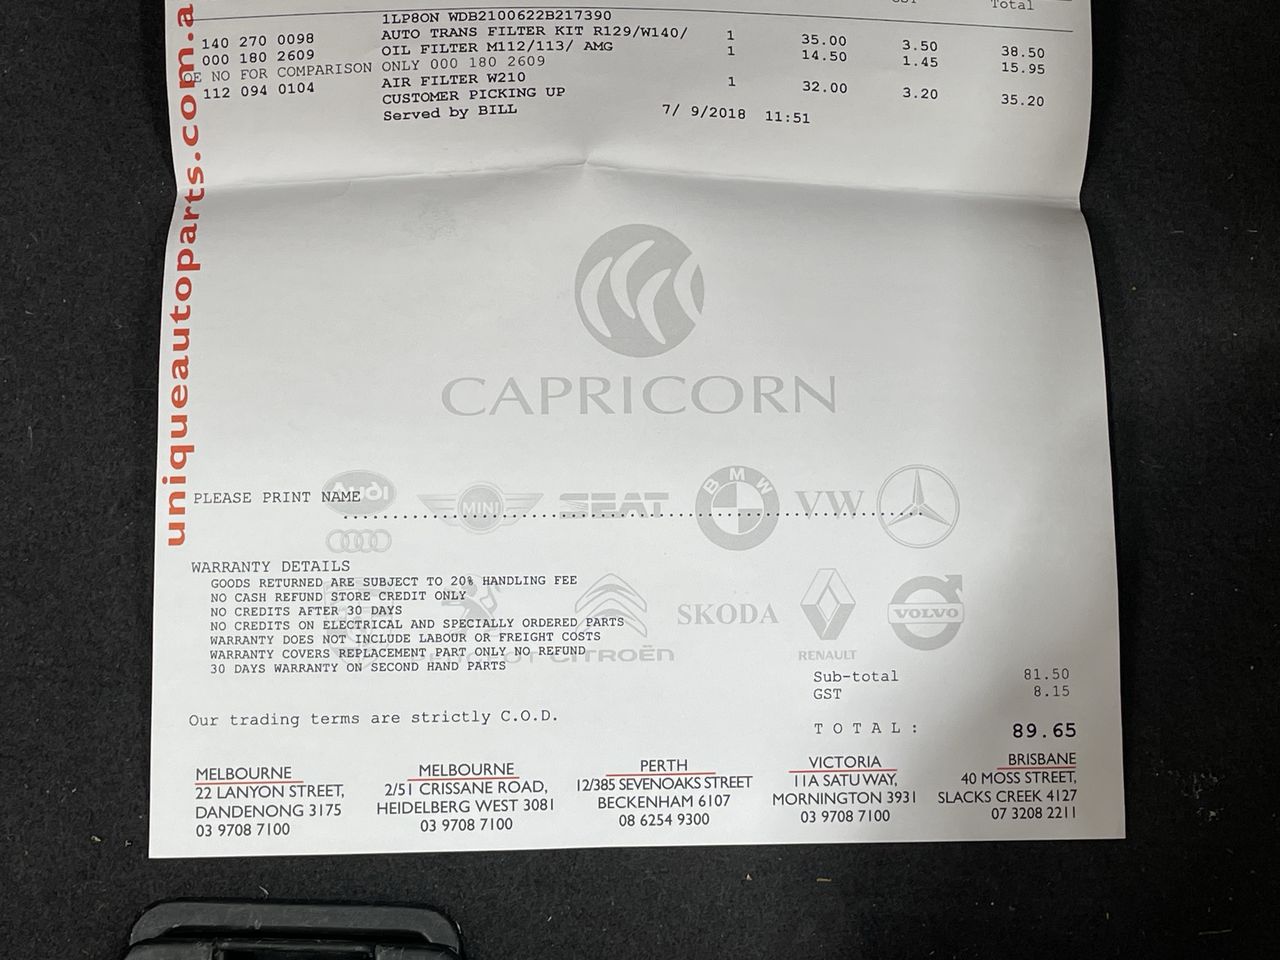 Total
1LP8ON WDB2100622B217390
140 270 0098 AUTO TRANS FILTER KIT R129/W140/ 1 35.00 3.50 38.50
000 180 2609 OIL FILTER M112/113/ AMG 1 14.50 1.45 15.95
OE NO FOR COMPARISON ONLY 000 180 2609
112 094 0104 AIR FILTER W210 1 32.00 3.20 35.20
CUSTOMER PICKING UP
Served by BILL 7/ 9/2018 11:51
uniqueautoparts.com.a
CAPRICORN
Audi MINI SEAT BMW VW
PLEASE PRINT NAME
WARRANTY DETAILS
GOODS RETURNED ARE SUBJECT TO 20% HANDLING FEE
NO CASH REFUND STORE CREDIT ONLY
NO CREDITS AFTER 30 DAYS
NO CREDITS ON ELECTRICAL AND SPECIALLY ORDERED PARTS
WARRANTY DOES NOT INCLUDE LABOUR OR FREIGHT COSTS
WARRANTY COVERS REPLACEMENT PART ONLY NO REFUND
30 DAYS WARRANTY ON SECOND HAND PARTS
PEUGEOT CITROËN SKODA RENAULT VOLVO
Sub-total 81.50
GST 8.15
Our trading terms are strictly C.O.D.
TOTAL: 89.65
MELBOURNE
22 LANYON STREET,
DANDENONG 3175
03 9708 7100
MELBOURNE
2/51 CRISSANE ROAD,
HEIDELBERG WEST 3081
03 9708 7100
PERTH
12/385 SEVENOAKS STREET
BECKENHAM 6107
08 6254 9300
VICTORIA
11A SATU WAY,
MORNINGTON 3931
03 9708 7100
BRISBANE
40 MOSS STREET,
SLACKS CREEK 4127
07 3208 2211